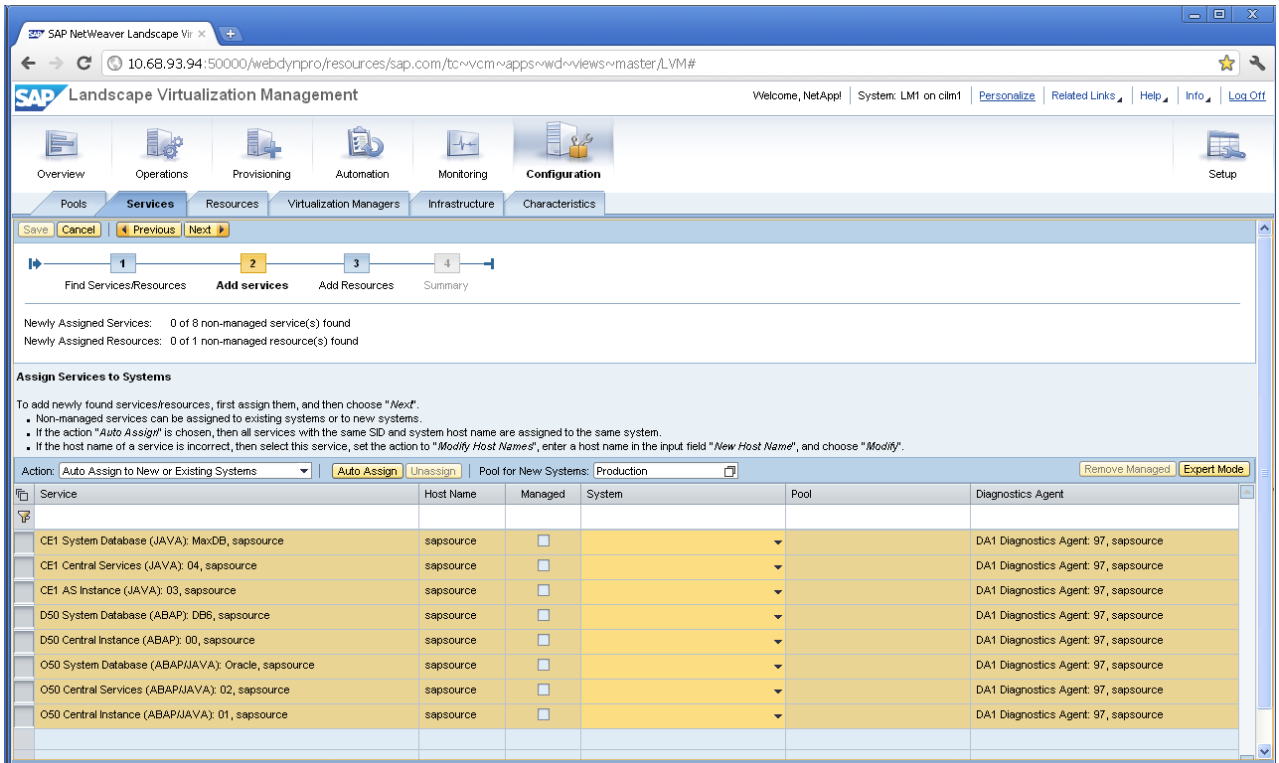 SAP NetWeaver Landscape Vir ×
10.68.93.94:50000/webdynpro/resources/sap.com/tc~vcm~apps~wd~views~master/LVM#
SAP Landscape Virtualization Management Welcome, NetApp! System: LM1 on cilm1 Personalize Related Links Help Info Log Off
Overview Operations Provisioning Automation Monitoring Configuration Setup
Pools Services Resources Virtualization Managers Infrastructure Characteristics
Save Cancel Previous Next
1 2 3 4
Find Services/Resources Add services Add Resources Summary
Newly Assigned Services: 0 of 8 non-managed service(s) found
Newly Assigned Resources: 0 of 1 non-managed resource(s) found
Assign Services to Systems
To add newly found services/resources, first assign them, and then choose "Next".
Non-managed services can be assigned to existing systems or to new systems.
If the action "Auto Assign" is chosen, then all services with the same SID and system host name are assigned to the same system.
If the host name of a service is incorrect, then select this service, set the action to "Modify Host Names", enter a host name in the input field "New Host Name", and choose "Modify".
Action: Auto Assign to New or Existing Systems Auto Assign Unassign Pool for New Systems: Production Remove Managed Expert Mode
Service Host Name Managed System Pool Diagnostics Agent
CE1 System Database (JAVA): MaxDB, sapsource sapsource DA1 Diagnostics Agent: 97, sapsource
CE1 Central Services (JAVA): 04, sapsource sapsource DA1 Diagnostics Agent: 97, sapsource
CE1 AS Instance (JAVA): 03, sapsource sapsource DA1 Diagnostics Agent: 97, sapsource
D50 System Database (ABAP): DB6, sapsource sapsource DA1 Diagnostics Agent: 97, sapsource
D50 Central Instance (ABAP): 00, sapsource sapsource DA1 Diagnostics Agent: 97, sapsource
O50 System Database (ABAP/JAVA): Oracle, sapsource sapsource DA1 Diagnostics Agent: 97, sapsource
O50 Central Services (ABAP/JAVA): 02, sapsource sapsource DA1 Diagnostics Agent: 97, sapsource
O50 Central Instance (ABAP/JAVA): 01, sapsource sapsource DA1 Diagnostics Agent: 97, sapsource